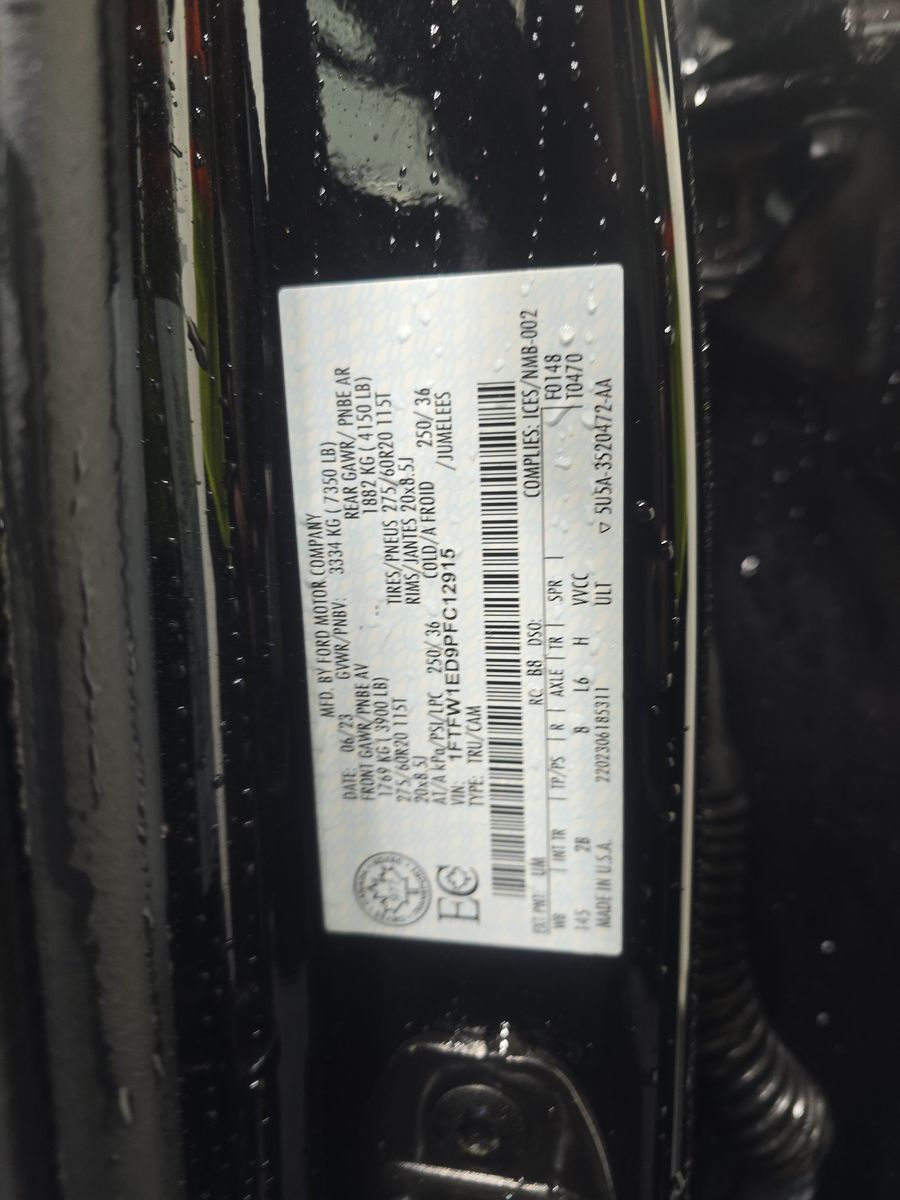 MFD. BY FORD MOTOR COMPANY
DATE: 06/23 GVWR/PNBV: 3334 KG ( 7350 LB)
FRONT GAWR/PNBE AV REAR GAWR/ PNBE AR
1769 KG ( 3900 LB) 1882 KG ( 4150 LB)
275/60R20 115T TIRES/PNEUS 275/60R20 115T
20x8.5J RIMS/JANTES 20x8.5J
AT/A kPa/PSI/LPC 250/ 36 COLD/A FROID 250/ 36
VIN: 1FTFW1ED9PFC12915 /JUMELEES
TYPE: TRU/CAM
EC
COMPLIES: ICES/NMB-002
EXT PNT: UM RC: B8 DSO: F0148
WB INT TR TP/PS R AXLE TR SPR T0470
145 2B 8 L6 H VVCC
MADE IN U.S.A. 2202306185311 ULT ▽ 5U5A-3520472-AA